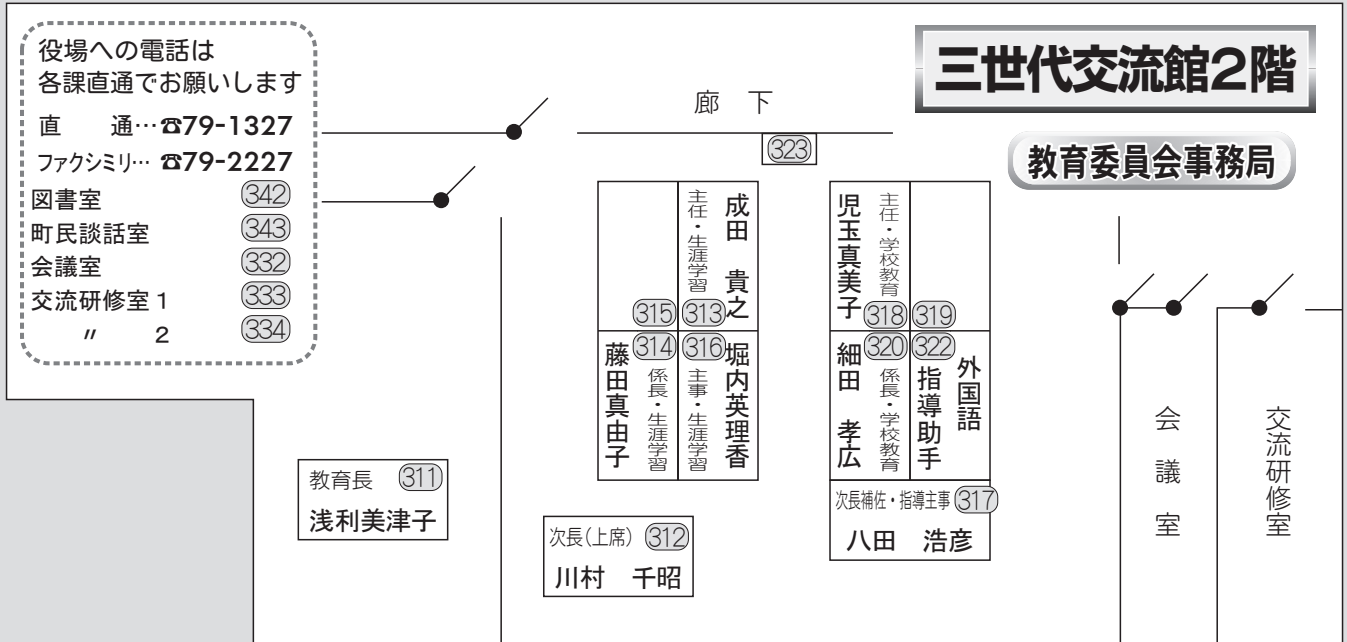 役場への電話は
各課直通でお願いします
直　　通…☎79-1327
ファクシミリ… ☎79-2227
図書室 342
町民談話室 343
会議室 332
交流研修室 1 333
〃 2 334
三世代交流館2階
教育委員会事務局
廊 下
323
315
主任・生涯学習
成田 貴之
313
藤田真由子
314
係長・生涯学習
316
主事・生涯学習
堀内英理香
児玉真美子
主任・学校教育
318
319
細田 孝広
320
係長・学校教育
322
外国語
指導助手
次長補佐・指導主事 317
八田 浩彦
教育長 311
浅利美津子
次長(上席) 312
川村 千昭
会議室
交流研修室